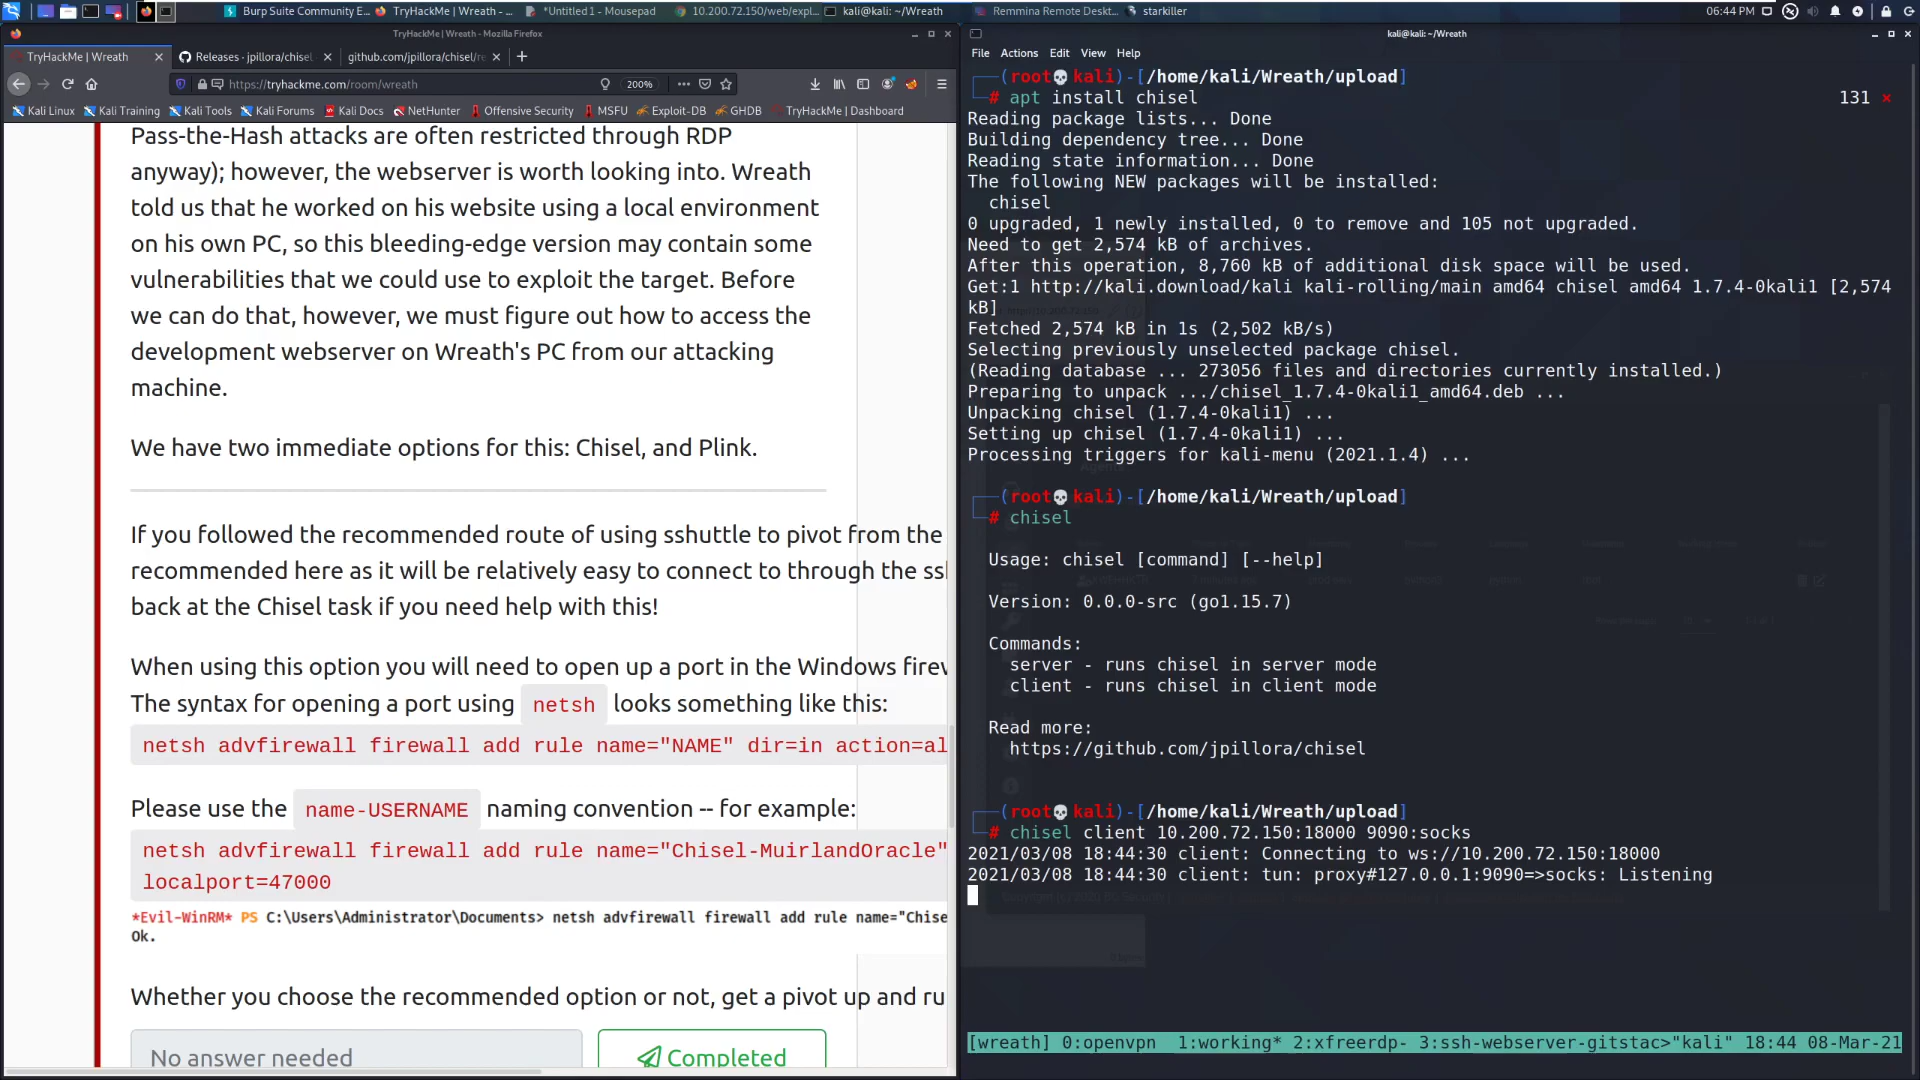 Burp Suite Community E...
TryHackMe | Wreath - ...
*Untitled 1 - Mousepad
10.200.72.150/web/expl...
kali@kali: ~/Wreath
Remmina Remote Deskt...
starkiller
06:44 PM
TryHackMe | Wreath - Mozilla Firefox
TryHackMe | Wreath
Releases · jpillora/chisel
github.com/jpillora/chisel/re
https://tryhackme.com/room/wreath
200%
Kali Linux
Kali Training
Kali Tools
Kali Forums
Kali Docs
NetHunter
Offensive Security
MSFU
Exploit-DB
GHDB
TryHackMe | Dashboard
Pass-the-Hash attacks are often restricted through RDP
anyway); however, the webserver is worth looking into. Wreath
told us that he worked on his website using a local environment
on his own PC, so this bleeding-edge version may contain some
vulnerabilities that we could use to exploit the target. Before
we can do that, however, we must figure out how to access the
development webserver on Wreath's PC from our attacking
machine.
We have two immediate options for this: Chisel, and Plink.
If you followed the recommended route of using sshuttle to pivot from the
recommended here as it will be relatively easy to connect to through the ssl
back at the Chisel task if you need help with this!
When using this option you will need to open up a port in the Windows firew
The syntax for opening a port using netsh looks something like this:
netsh advfirewall firewall add rule name="NAME" dir=in action=al
Please use the name-USERNAME naming convention -- for example:
netsh advfirewall firewall add rule name="Chisel-MuirlandOracle"
localport=47000
*Evil-WinRM* PS C:\Users\Administrator\Documents> netsh advfirewall firewall add rule name="Chise
Ok.
Whether you choose the recommended option or not, get a pivot up and ru
No answer needed
Completed
kali@kali: ~/Wreath
File Actions Edit View Help
┌──(root💀kali)-[/home/kali/Wreath/upload]
└─# apt install chisel 131 ⨯
Reading package lists... Done
Building dependency tree... Done
Reading state information... Done
The following NEW packages will be installed:
chisel
0 upgraded, 1 newly installed, 0 to remove and 105 not upgraded.
Need to get 2,574 kB of archives.
After this operation, 8,760 kB of additional disk space will be used.
Get:1 http://kali.download/kali kali-rolling/main amd64 chisel amd64 1.7.4-0kali1 [2,574
kB]
Fetched 2,574 kB in 1s (2,502 kB/s)
Selecting previously unselected package chisel.
(Reading database ... 273056 files and directories currently installed.)
Preparing to unpack .../chisel_1.7.4-0kali1_amd64.deb ...
Unpacking chisel (1.7.4-0kali1) ...
Setting up chisel (1.7.4-0kali1) ...
Processing triggers for kali-menu (2021.1.4) ...
┌──(root💀kali)-[/home/kali/Wreath/upload]
└─# chisel
Usage: chisel [command] [--help]
Version: 0.0.0-src (go1.15.7)
Commands:
server - runs chisel in server mode
client - runs chisel in client mode
Read more:
https://github.com/jpillora/chisel
┌──(root💀kali)-[/home/kali/Wreath/upload]
└─# chisel client 10.200.72.150:18000 9090:socks
2021/03/08 18:44:30 client: Connecting to ws://10.200.72.150:18000
2021/03/08 18:44:30 client: tun: proxy#127.0.0.1:9090=>socks: Listening
[wreath] 0:openvpn 1:working* 2:xfreerdp- 3:ssh-webserver-gitstac>"kali" 18:44 08-Mar-21